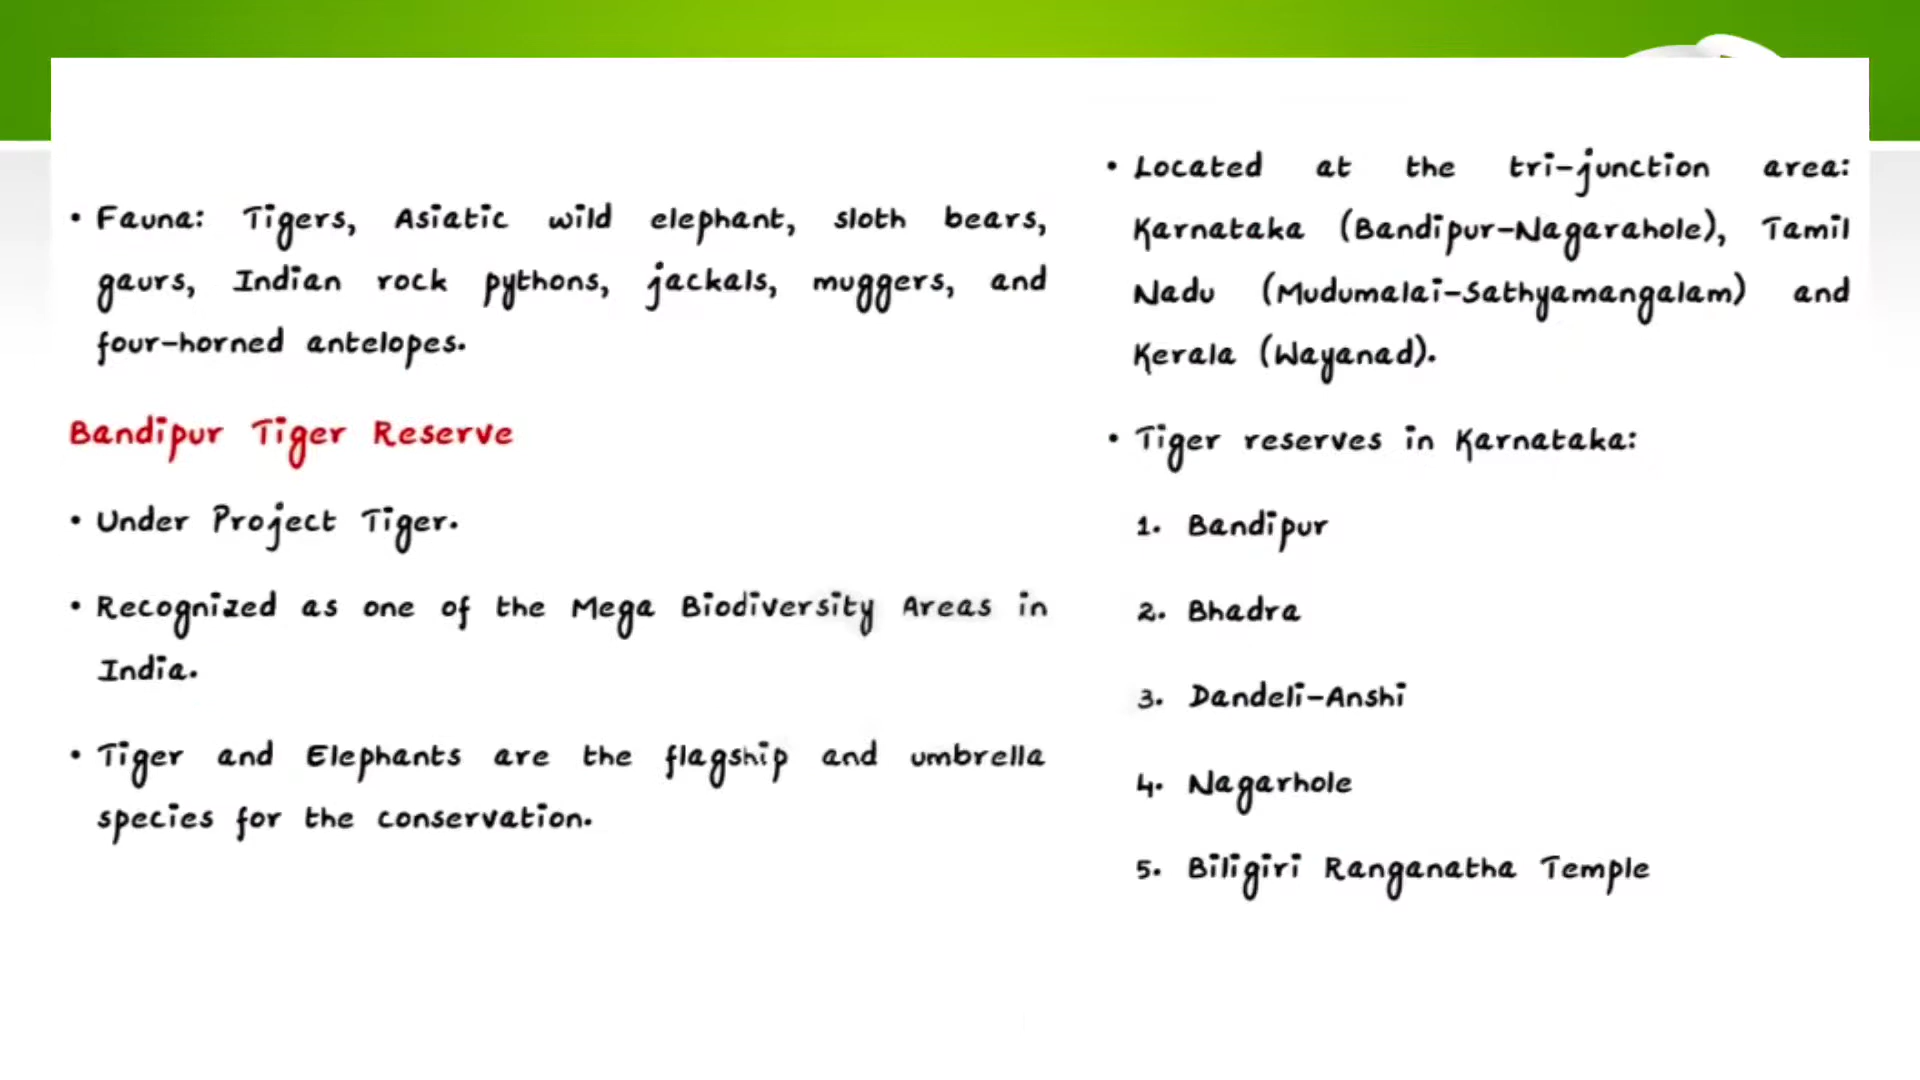 • Fauna: Tigers, Asiatic wild elephant, sloth bears,
gaurs, Indian rock pythons, jackals, muggers, and
four-horned antelopes.
Bandipur Tiger Reserve
• Under Project Tiger.
• Recognized as one of the Mega Biodiversity Areas in
India.
• Tiger and Elephants are the flagship and umbrella
species for the conservation.
• Located at the tri-junction area:
Karnataka (Bandipur-Nagarahole), Tamil
Nadu (Mudumalai-Sathyamangalam) and
Kerala (Wayanad).
• Tiger reserves in Karnataka:
1. Bandipur
2. Bhadra
3. Dandeli-Anshi
4. Nagarhole
5. Biligiri Ranganatha Temple